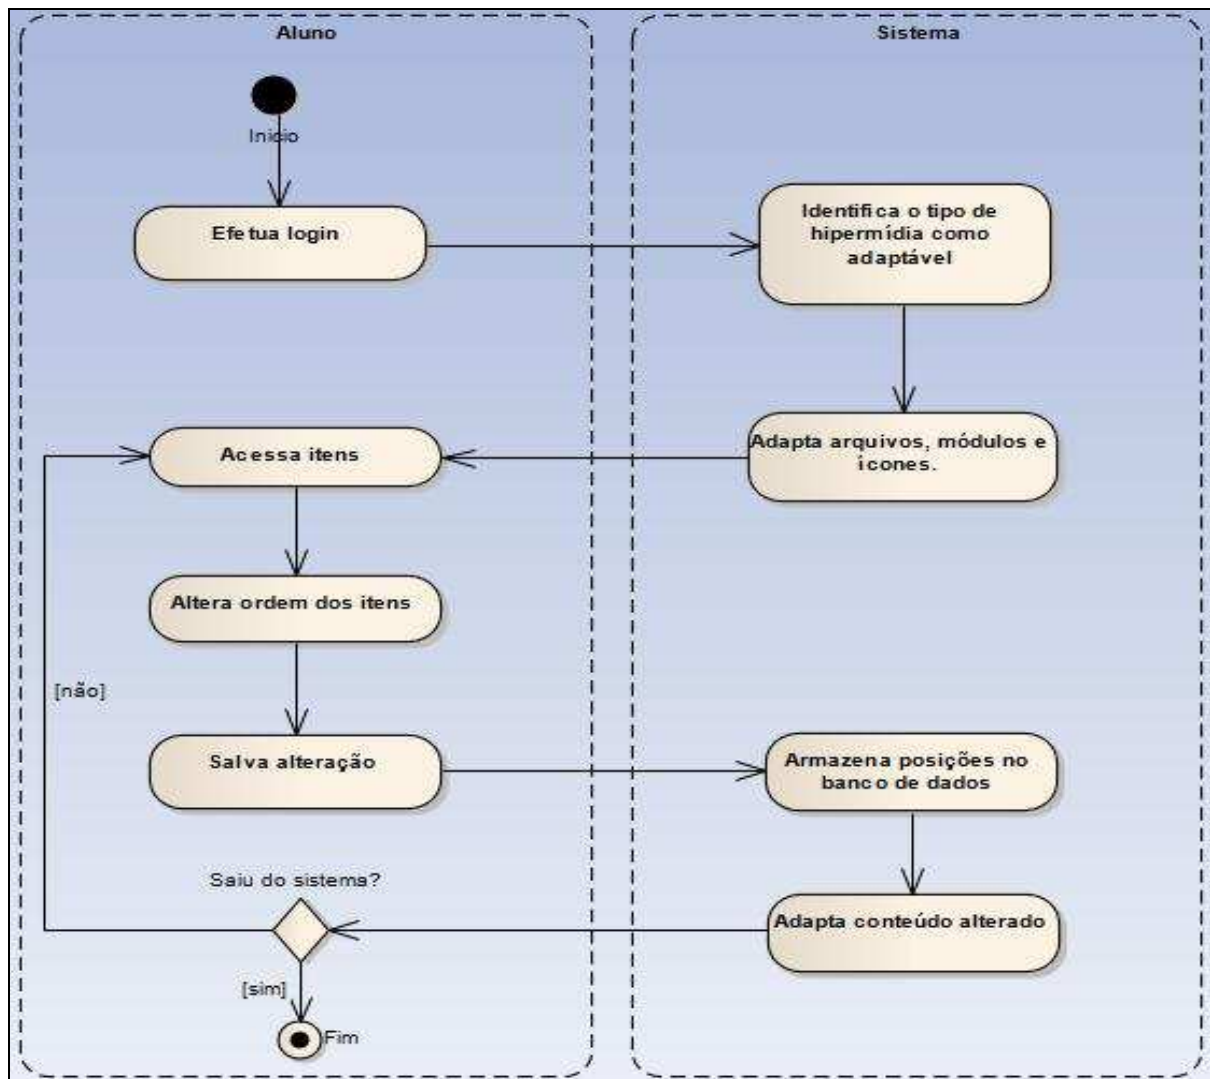 Aluno
Sistema
Inicio
Efetua login
Identifica o tipo de
hipermídia como
adaptável
Acessa itens
Adapta arquivos, módulos e
ícones.
Altera ordem dos itens
[não]
Salva alteração
Armazena posições no
banco de dados
Saiu do sistema?
Adapta conteúdo alterado
[sim]
Fim